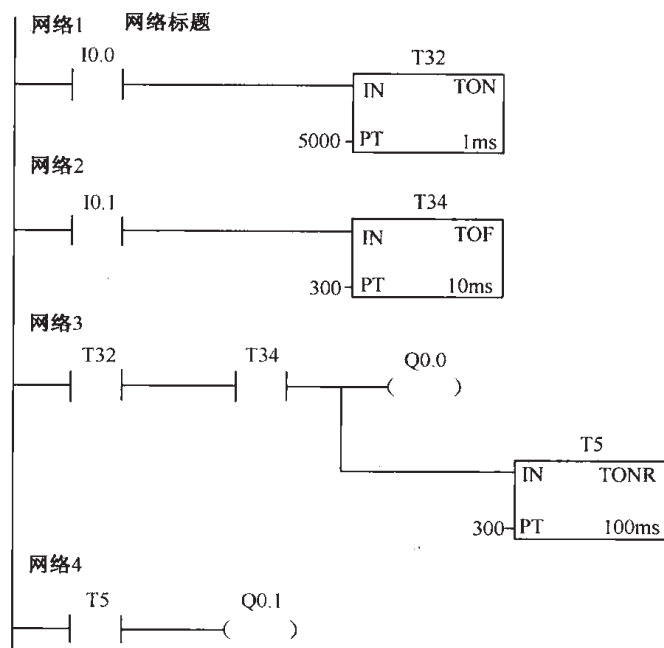 网络1 网络标题
I0.0
T32
IN TON
5000 PT 1ms
网络2
I0.1
T34
IN TOF
300 PT 10ms
网络3
T32 T34 Q0.0
T5
IN TONR
300 PT 100ms
网络4
T5 Q0.1